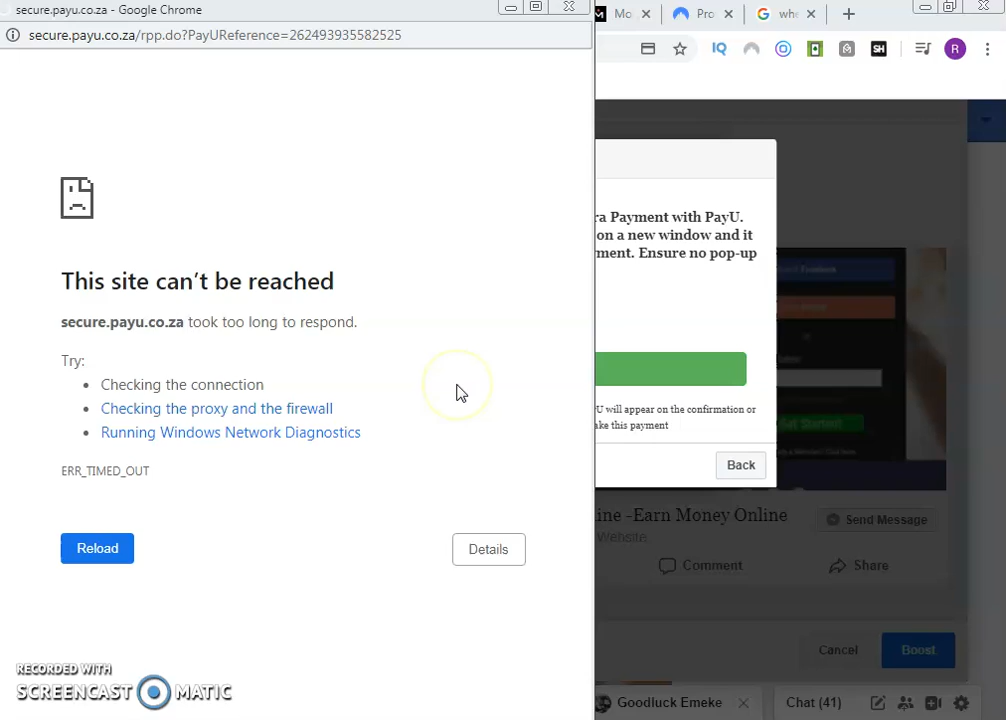 secure.payu.co.za - Google Chrome
secure.payu.co.za/rpp.do?PayUReference=262493935582525
This site can't be reached
secure.payu.co.za took too long to respond.
Try:
Checking the connection
Checking the proxy and the firewall
Running Windows Network Diagnostics
ERR_TIMED_OUT
Reload
Details
RECORDED WITH
SCREENCAST MATIC
Mo
Pro
G wh
IQ
SH
R
ra Payment with PayU.
on a new window and it
ment. Ensure no pop-up
U will appear on the confirmation or
ake this payment
Back
ine -Earn Money Online
Website.
Send Message
Comment
Share
Cancel
Boost
Goodluck Emeke
Chat (41)